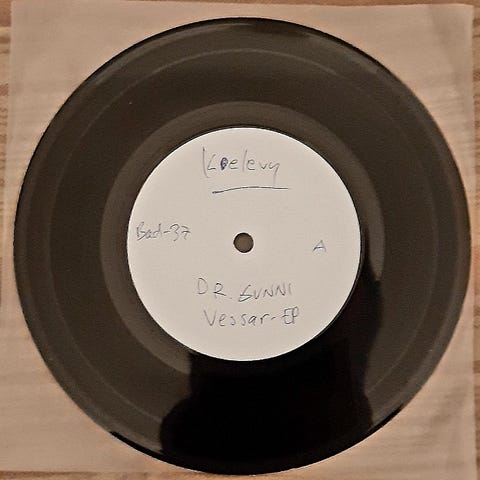 Koelevy
Bad-37
A
DR. GUNNI
Vessar-EP